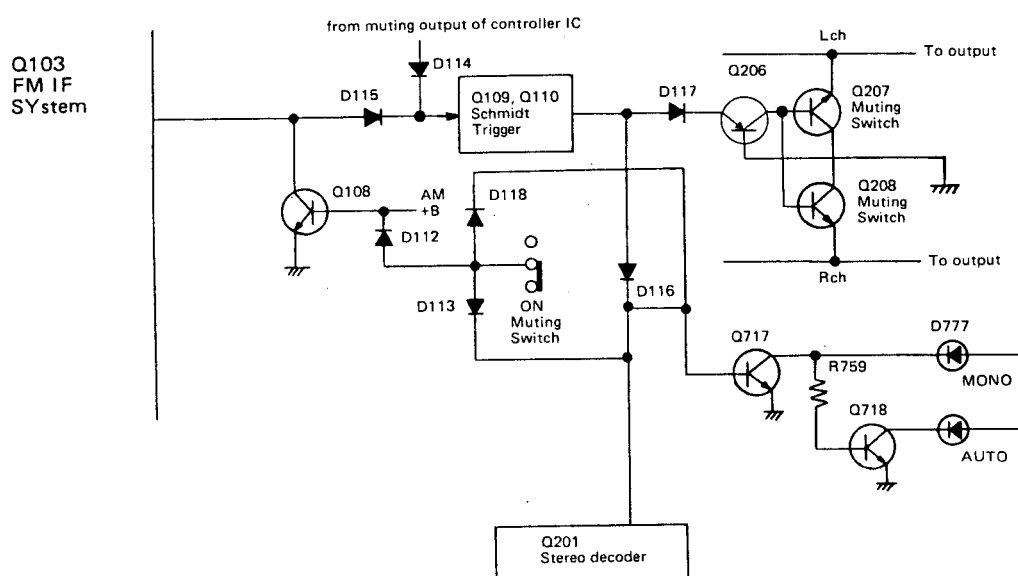 from muting output of controller IC
Q103
FM IF
SYstem
D114
D115
Q109, Q110
Schmidt
Trigger
D117
Q206
Lch
To output
Q207
Muting
Switch
Q108
AM
+B
D112
D118
D113
ON
Muting
Switch
D116
Q208
Muting
Switch
To output
Rch
Q717
R759
D777
MONO
Q718
AUTO
Q201
Stereo decoder